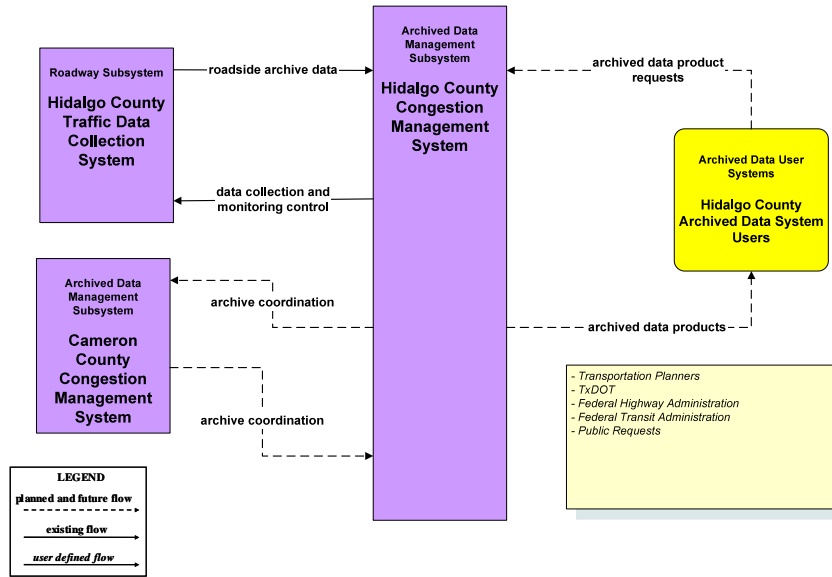 Roadway Subsystem
Hidalgo County
Traffic Data
Collection
System
roadside archive data
data collection and
monitoring control
Archived Data
Management
Subsystem
Hidalgo County
Congestion
Management
System
archived data product
requests
Archived Data User
Systems
Hidalgo County
Archived Data System
Users
archived data products
Archived Data
Management
Subsystem
Cameron
County
Congestion
Management
System
archive coordination
archive coordination
- Transportation Planners
- TxDOT
- Federal Highway Administration
- Federal Transit Administration
- Public Requests
LEGEND
planned and future flow
existing flow
user defined flow